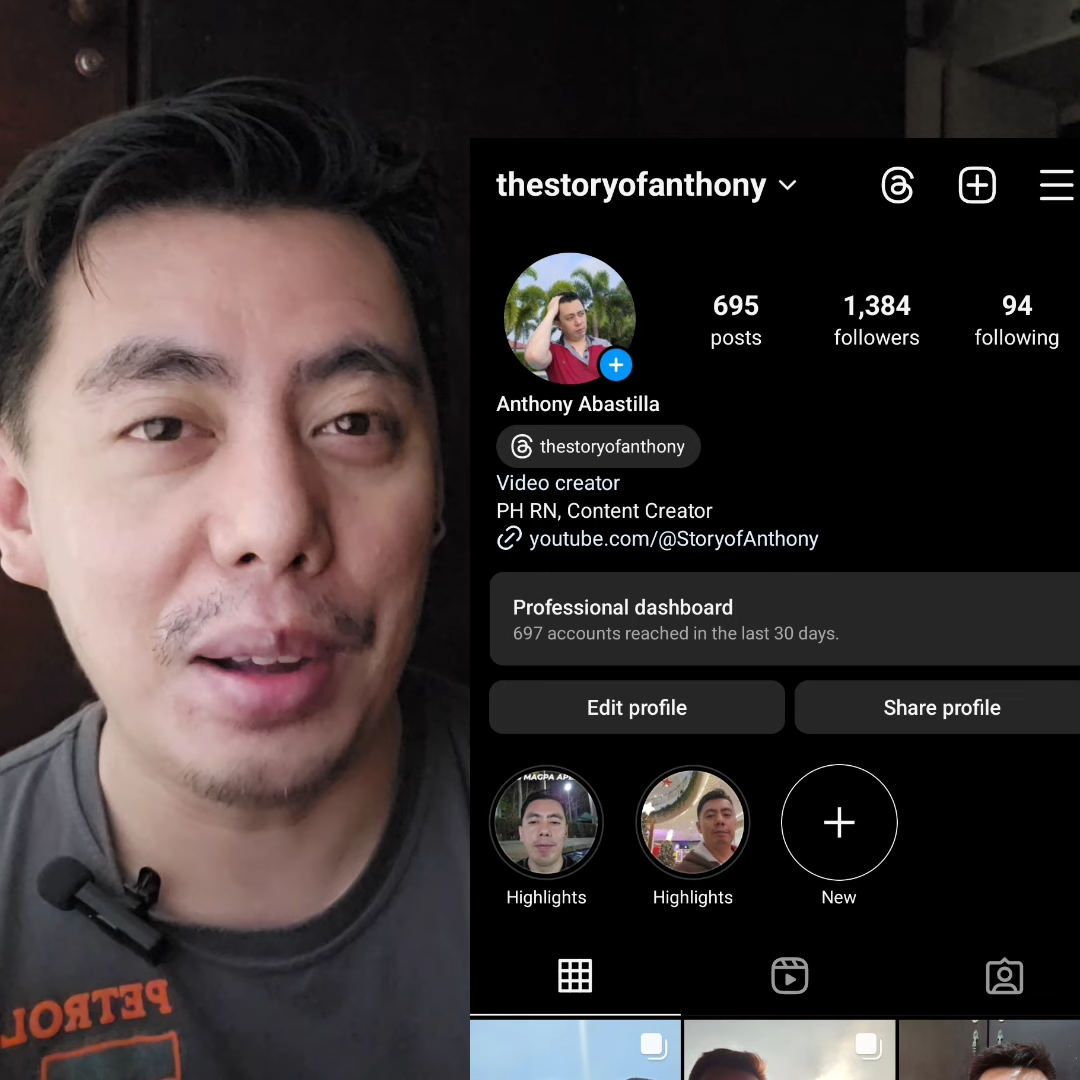 thestoryofanthony
695
posts
1,384
followers
94
following
Anthony Abastilla
thestoryofanthony
Video creator
PH RN, Content Creator
youtube.com/@StoryofAnthony
Professional dashboard
697 accounts reached in the last 30 days.
Edit profile
Share profile
MAGPA
Highlights
Highlights
New
PETROL